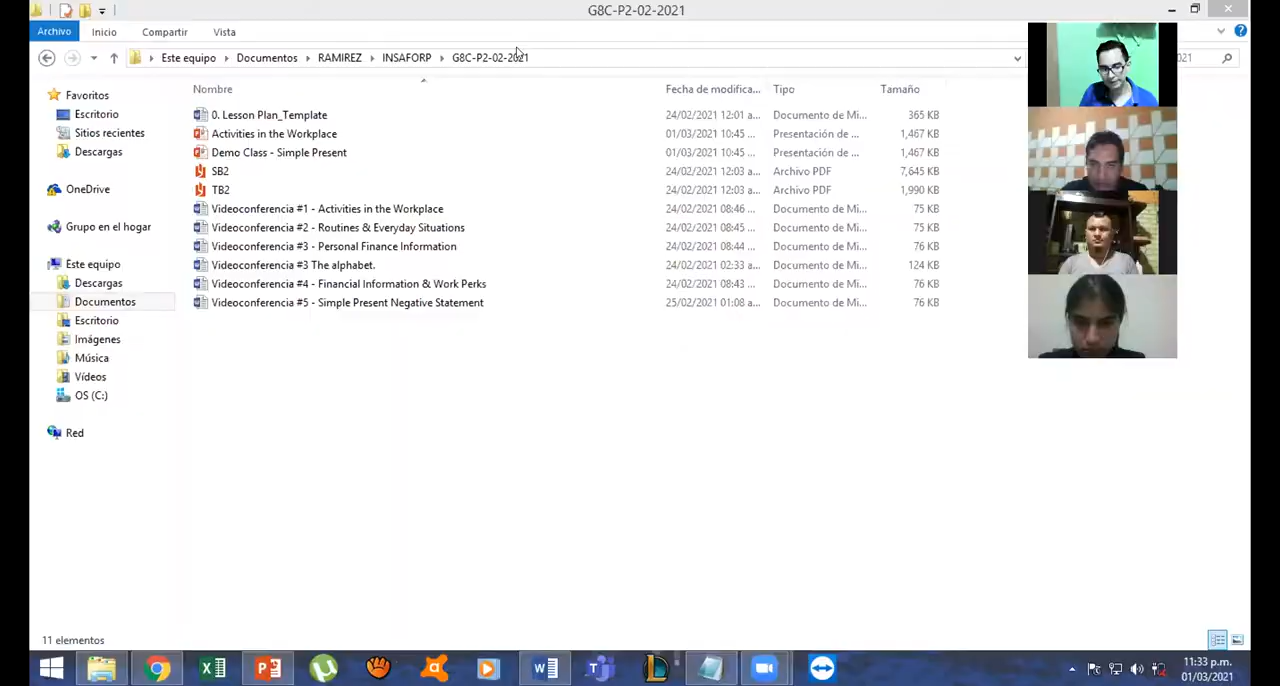 G8C-P2-02-2021
Archivo Inicio Compartir Vista
Este equipo Documentos RAMIREZ INSAFORP G8C-P2-02-2021 021
Nombre Fecha de modifica... Tipo Tamaño
Favoritos
Escritorio
Sitios recientes
Descargas
OneDrive
Grupo en el hogar
Este equipo
Descargas
Documentos
Escritorio
Imágenes
Música
Vídeos
OS (C:)
Red
0. Lesson Plan_Template 24/02/2021 12:01 a... Documento de Mi... 365 KB
Activities in the Workplace 01/03/2021 10:45 ... Presentación de ... 1,467 KB
Demo Class - Simple Present 01/03/2021 10:45 ... Presentación de ... 1,467 KB
SB2 24/02/2021 12:03 a... Archivo PDF 7,645 KB
TB2 24/02/2021 12:03 a... Archivo PDF 1,990 KB
Videoconferencia #1 - Activities in the Workplace 24/02/2021 08:46 ... Documento de Mi... 75 KB
Videoconferencia #2 - Routines & Everyday Situations 24/02/2021 08:45 ... Documento de Mi... 75 KB
Videoconferencia #3 - Personal Finance Information 24/02/2021 08:44 ... Documento de Mi... 76 KB
Videoconferencia #3 The alphabet. 24/02/2021 02:33 a... Documento de Mi... 124 KB
Videoconferencia #4 - Financial Information & Work Perks 24/02/2021 08:43 ... Documento de Mi... 76 KB
Videoconferencia #5 - Simple Present Negative Statement 25/02/2021 01:08 a... Documento de Mi... 76 KB
11 elementos
11:33 p.m.
01/03/2021